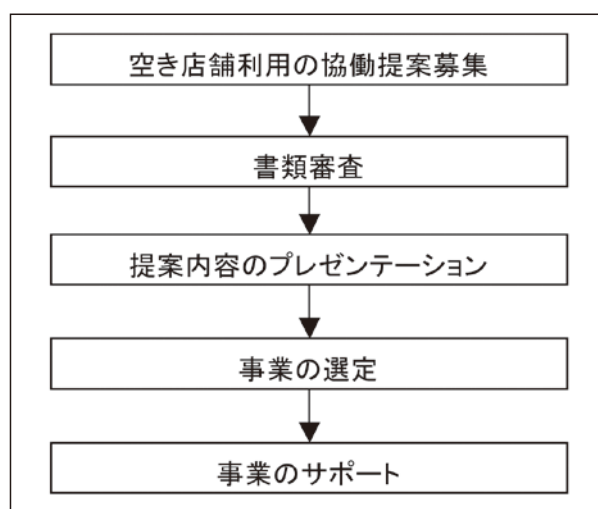 空き店舗利用の協働提案募集
書類審査
提案内容のプレゼンテーション
事業の選定
事業のサポート